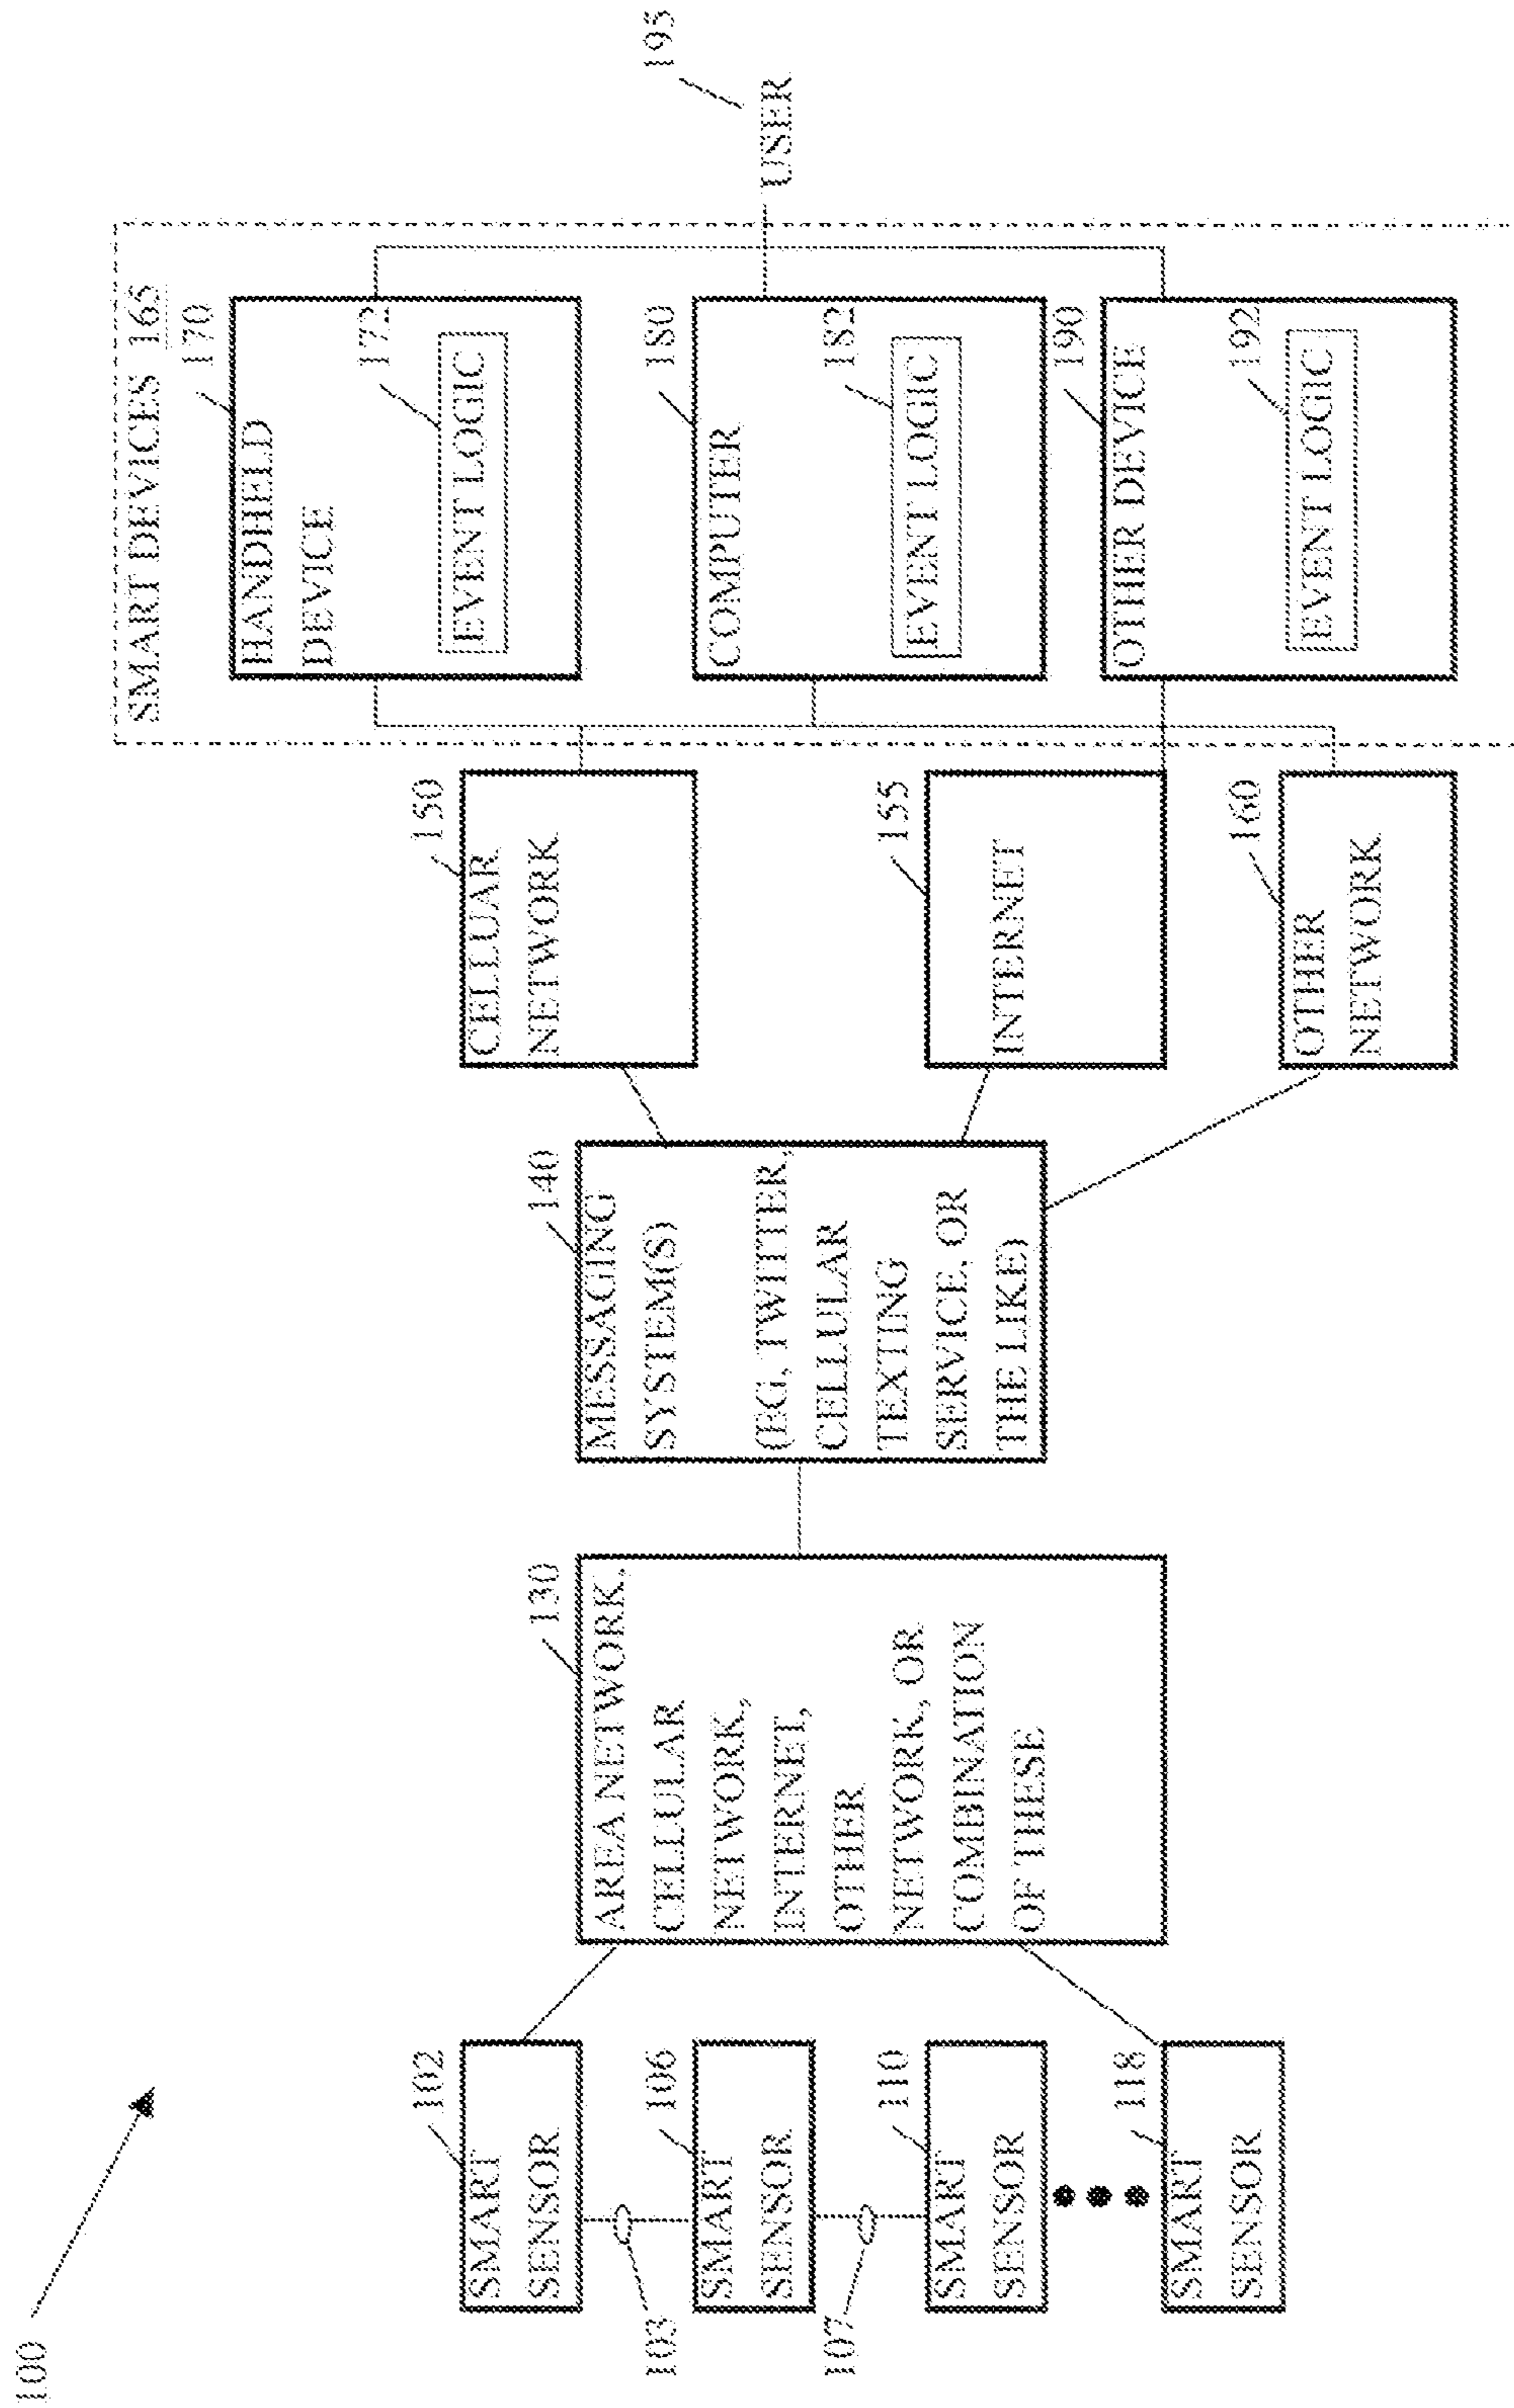 100
SMART
SENSOR
102
103
SMART
SENSOR
106
107
SMART
SENSOR
110
SMART
SENSOR
118
AREA NETWORK,
CELLULAR
NETWORK,
INTERNET,
OTHER
NETWORK, OR
COMBINATION
OF THESE
130
MESSAGING
SYSTEM(S)
(EG, TWITTER,
CELLULAR
TEXTING
SERVICE, OR
THE LIKE)
140
CELLUAR
NETWORK
150
INTERNET
155
OTHER
NETWORK
160
SMART DEVICES 165
HANDHELD
DEVICE
170
EVENT LOGIC
172
COMPUTER
180
EVENT LOGIC
182
OTHER DEVICE
190
EVENT LOGIC
192
USER
195